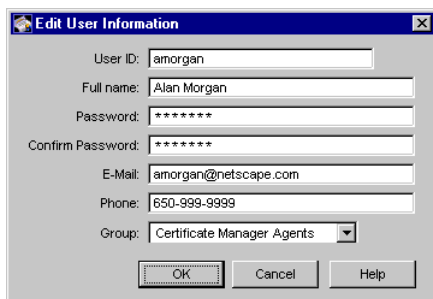 Edit User Information
User ID: amorgan
Full name: Alan Morgan
Password: *******
Confirm Password: *******
E-Mail: amorgan@netscape.com
Phone: 650-999-9999
Group: Certificate Manager Agents
OK Cancel Help